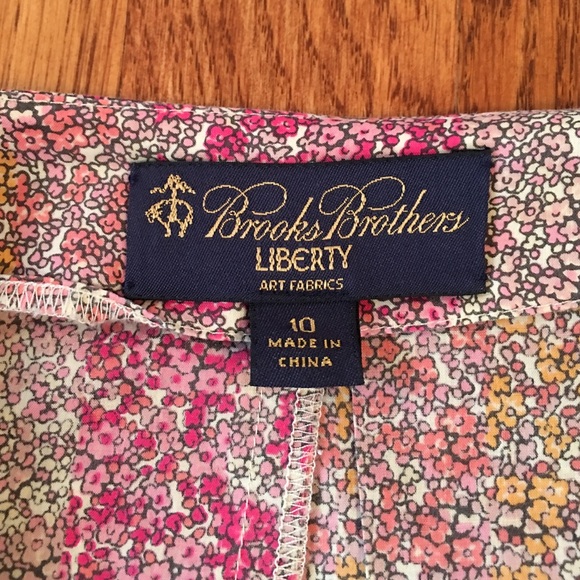 Brooks Brothers
LIBERTY
ART FABRICS
10
MADE IN
CHINA